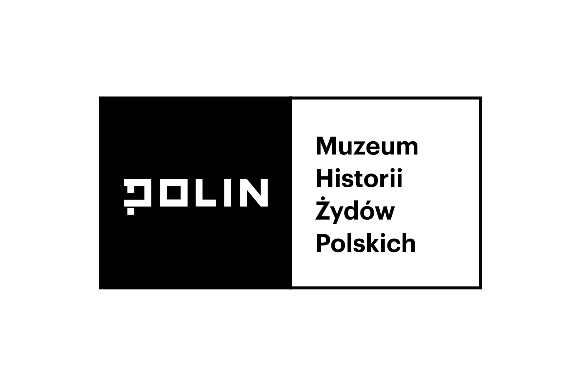 POLIN
Muzeum
Historii
Żydów
Polskich